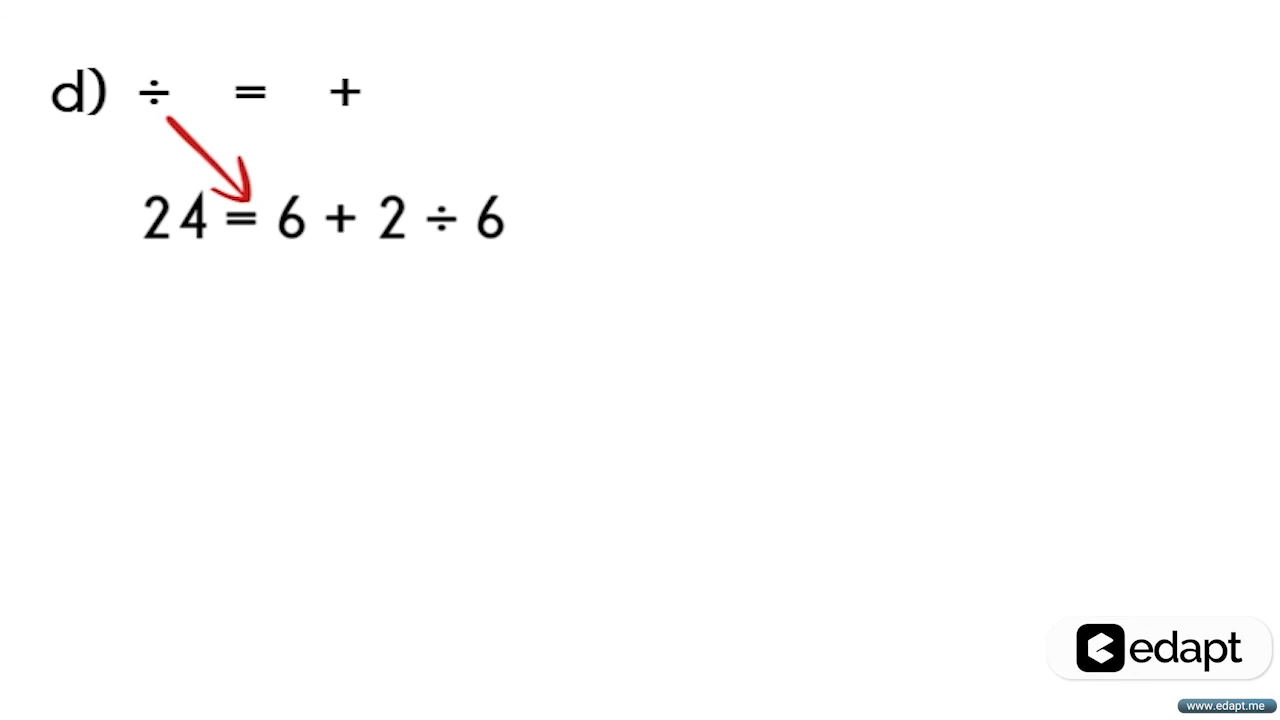 d) ÷ = +
24 = 6 + 2 ÷ 6
edapt
www.edapt.me